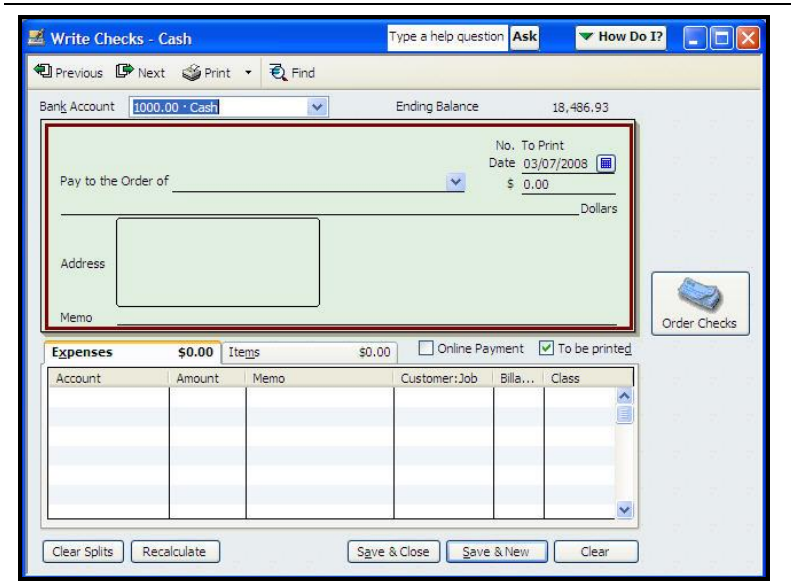 Write Checks - Cash Type a help question Ask How Do I?
Previous Next Print Find
Bank Account 1000.00 · Cash Ending Balance 18,486.93
No. To Print
Date 03/07/2008
Pay to the Order of $ 0.00
Dollars
Address
Memo
Order Checks
Expenses $0.00 Items $0.00 Online Payment To be printed
Account Amount Memo Customer:Job Billa... Class
Clear Splits Recalculate Save & Close Save & New Clear